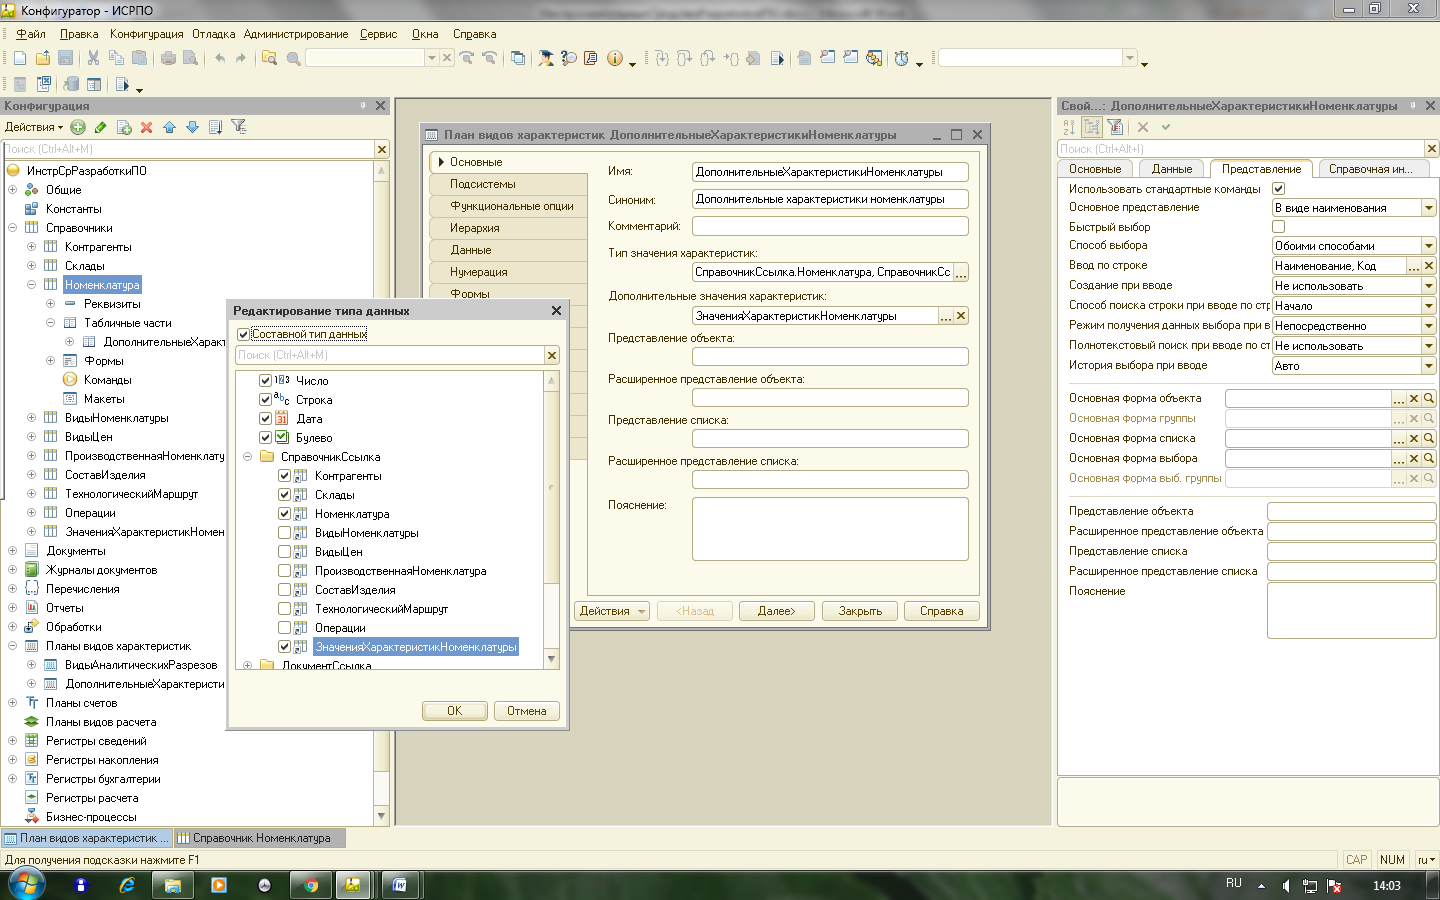 Конфигуратор - ИСРПО
Файл Правка Конфигурация Отладка Администрирование Сервис Окна Справка
Конфигурация
Действия
Поиск (Ctrl+Alt+M)
ИнстрСрРазработкиПО
Общие
Константы
Справочники
Контрагенты
Склады
Номенклатура
Реквизиты
Табличные части
ДополнительныеХаракт
Формы
Команды
Макеты
ВидыНоменклатуры
ВидыЦен
ПроизводственнаяНоменклату
СоставИзделия
ТехнологическийМаршрут
Операции
ЗначенияХарактеристикНомен
Документы
Журналы документов
Перечисления
Отчеты
Обработки
Планы видов характеристик
ВидыАналитическихРазрезов
ДополнительныеХарактеристи
Планы счетов
Планы видов расчета
Регистры сведений
Регистры накопления
Регистры бухгалтерии
Регистры расчета
Бизнес-процессы
План видов характеристик ДополнительныеХарактеристикиНоменклатуры
Основные
Подсистемы
Функциональные опции
Иерархия
Данные
Нумерация
Формы
Имя: ДополнительныеХарактеристикиНоменклатуры
Синоним: Дополнительные характеристики номенклатуры
Комментарий:
Тип значения характеристик:
СправочникСсылка.Номенклатура, СправочникСс ...
Дополнительные значения характеристик:
ЗначенияХарактеристикНоменклатуры ...
Представление объекта:
Расширенное представление объекта:
Представление списка:
Расширенное представление списка:
Пояснение:
Действия <Назад Далее> Закрыть Справка
Редактирование типа данных
Составной тип данных
Поиск (Ctrl+Alt+M)
Число
Строка
Дата
Булево
СправочникСсылка
Контрагенты
Склады
Номенклатура
ВидыНоменклатуры
ВидыЦен
ПроизводственнаяНоменклатура
СоставИзделия
ТехнологическийМаршрут
Операции
ЗначенияХарактеристикНоменклатуры
ДокументСсылка
OK Отмена
Свой...: ДополнительныеХарактеристикиНоменклатуры
Поиск (Ctrl+Alt+I)
Основные Данные Представление Справочная ин...
Использовать стандартные команды
Основное представление В виде наименования
Быстрый выбор
Способ выбора Обоими способами
Ввод по строке Наименование, Код ...
Создание при вводе Не использовать
Способ поиска строки при вводе по стр Начало
Режим получения данных выбора при в Непосредственно
Полнотекстовый поиск при вводе по ст Не использовать
История выбора при вводе Авто
Основная форма объекта ...
Основная форма группы ...
Основная форма списка ...
Основная форма выбора ...
Основная форма выб. группы ...
Представление объекта
Расширенное представление объекта
Представление списка
Расширенное представление списка
Пояснение
План видов характеристик ... Справочник Номенклатура
Для получения подсказки нажмите F1
CAP NUM ru
RU 14:03